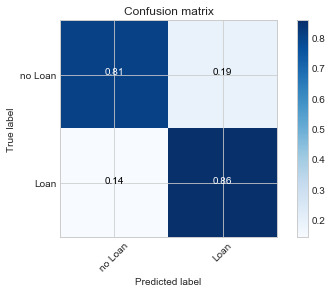 Confusion matrix
no Loan
0.81
0.19
Loan
0.14
0.86
True label
no Loan
Loan
Predicted label
0.8
0.7
0.6
0.5
0.4
0.3
0.2